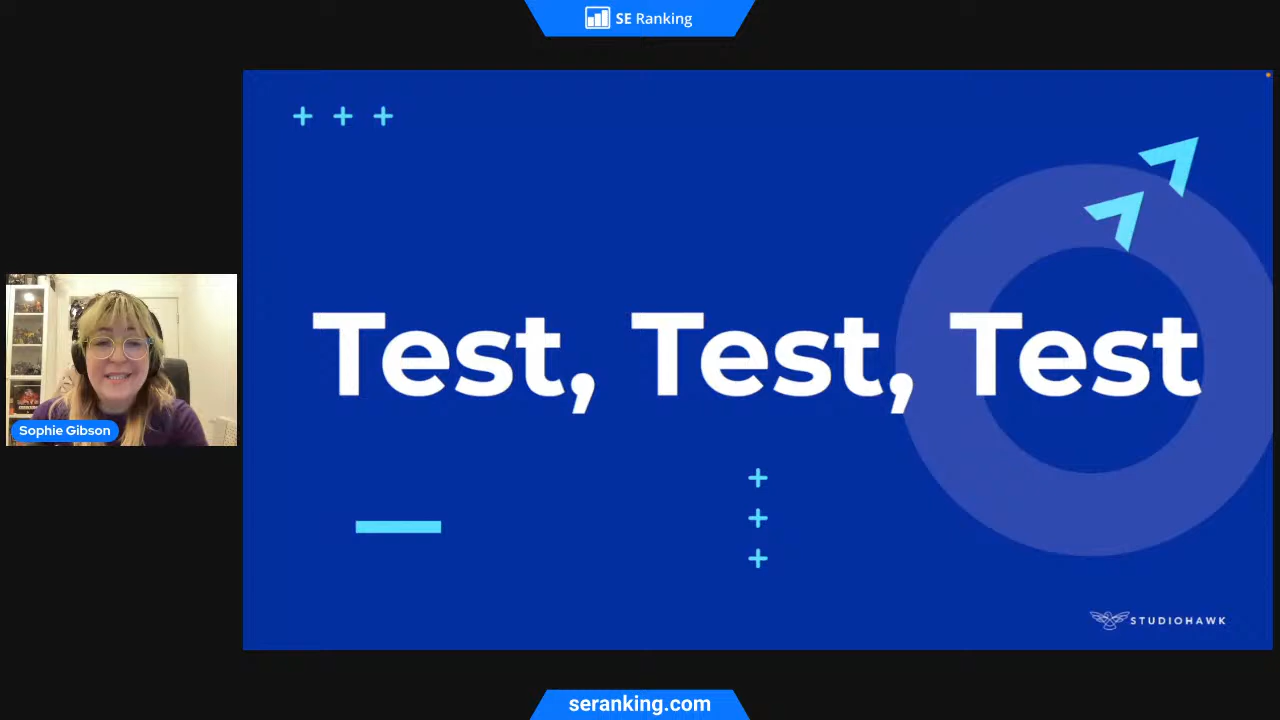 SE Ranking
Test, Test, Test
Sophie Gibson
STUDIOHAWK
seranking.com